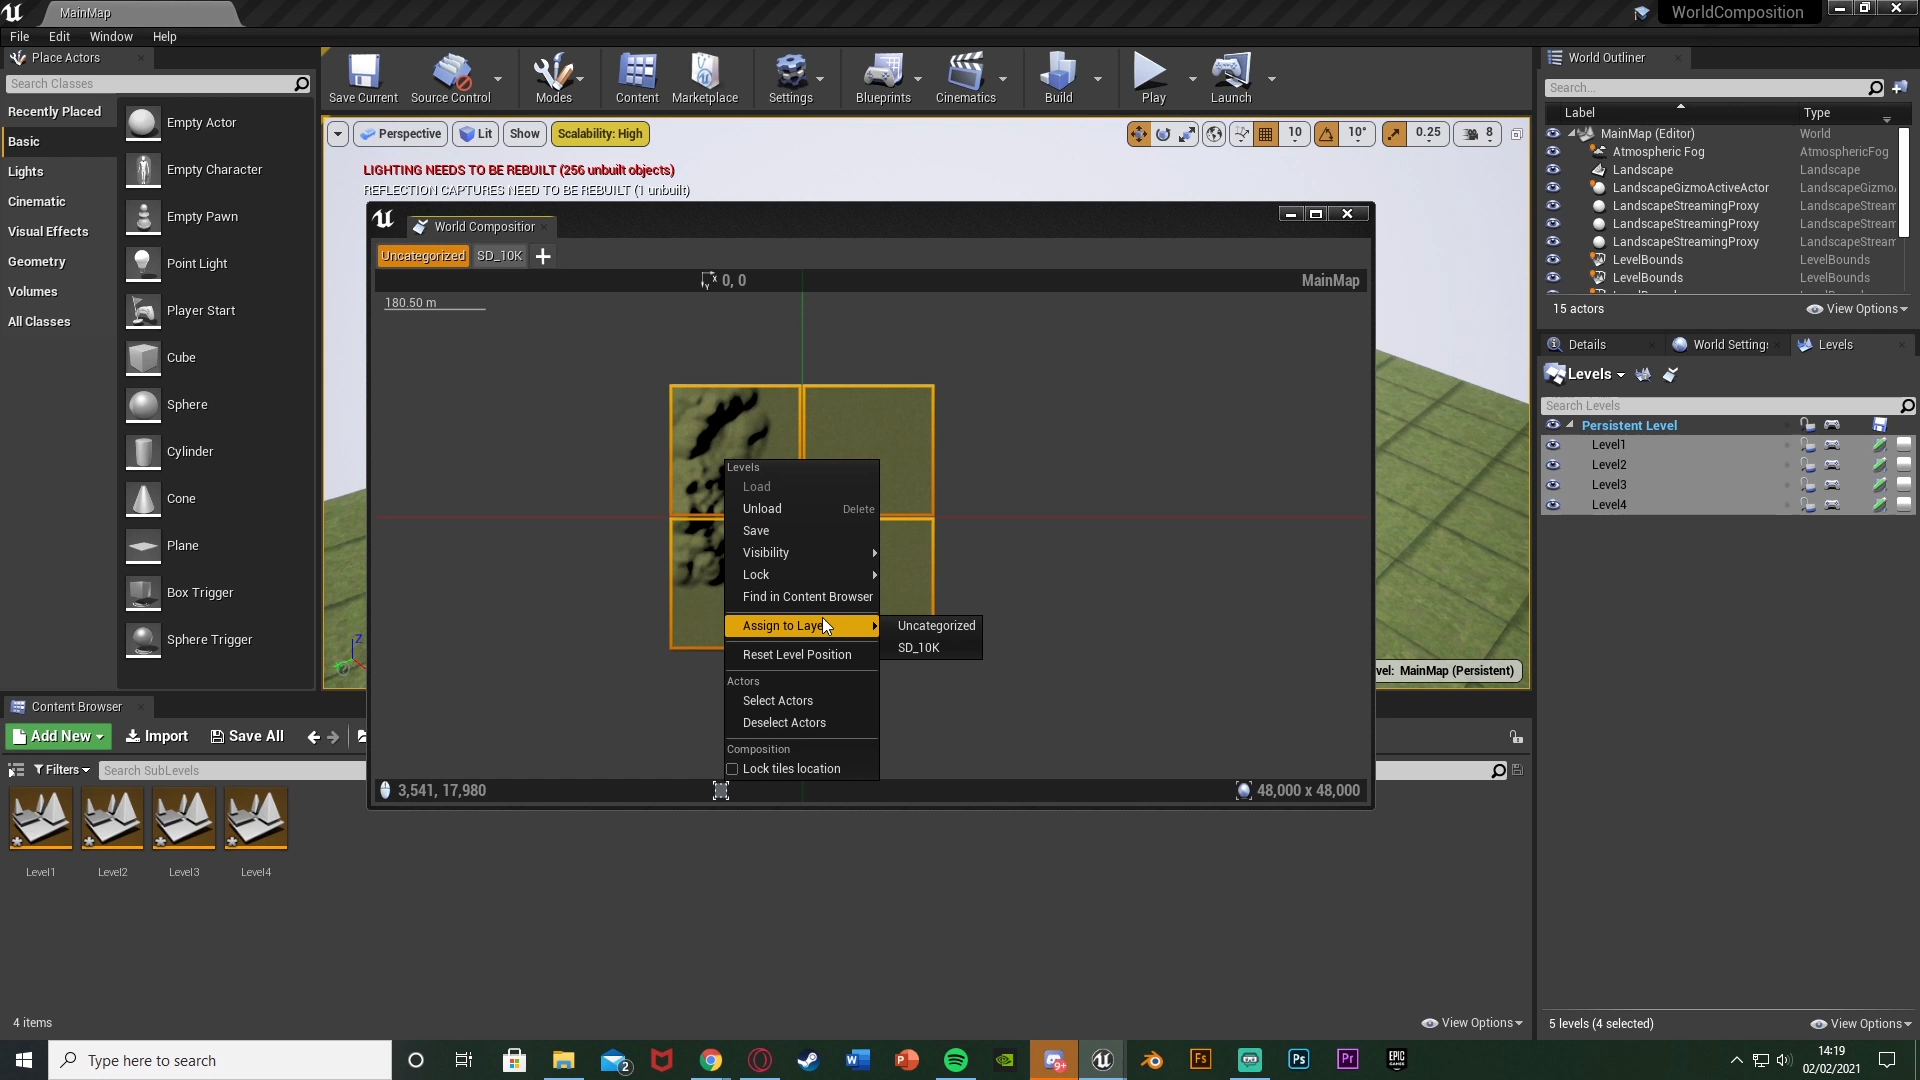 MainMap
WorldComposition
File Edit Window Help
Place Actors
Search Classes
Recently Placed
Basic
Lights
Cinematic
Visual Effects
Geometry
Volumes
All Classes
Empty Actor
Empty Character
Empty Pawn
Point Light
Player Start
Cube
Sphere
Cylinder
Cone
Plane
Box Trigger
Sphere Trigger
Save Current Source Control Modes Content Marketplace Settings Blueprints Cinematics Build Play Launch
Perspective Lit Show Scalability: High
10 10° 0.25 8
LIGHTING NEEDS TO BE REBUILT (256 unbuilt objects)
REFLECTION CAPTURES NEED TO BE REBUILT (1 unbuilt)
World Composition
Uncategorized SD_10K
0, 0 MainMap
180.50 m
Levels
Load
Unload Delete
Save
Visibility
Lock
Find in Content Browser
Assign to Laye
Uncategorized
SD_10K
Reset Level Position
Actors
Select Actors
Deselect Actors
Composition
Lock tiles location
3,541, 17,980
48,000 x 48,000
vel: MainMap (Persistent)
World Outliner
Search...
Label Type
MainMap (Editor) World
Atmospheric Fog AtmosphericFog
Landscape Landscape
LandscapeGizmoActiveActor LandscapeGizmo
LandscapeStreamingProxy LandscapeStream
LandscapeStreamingProxy LandscapeStream
LandscapeStreamingProxy LandscapeStream
LevelBounds LevelBounds
LevelBounds LevelBounds
15 actors View Options
Details World Settings Levels
Levels
Search Levels
Persistent Level
Level1
Level2
Level3
Level4
5 levels (4 selected) View Options
Content Browser
Add New Import Save All
Filters Search SubLevels
Level1 Level2 Level3 Level4
4 items View Options
Type here to search
2
9+
Fs
Ps
Pr
EPIC
14:19
02/02/2021